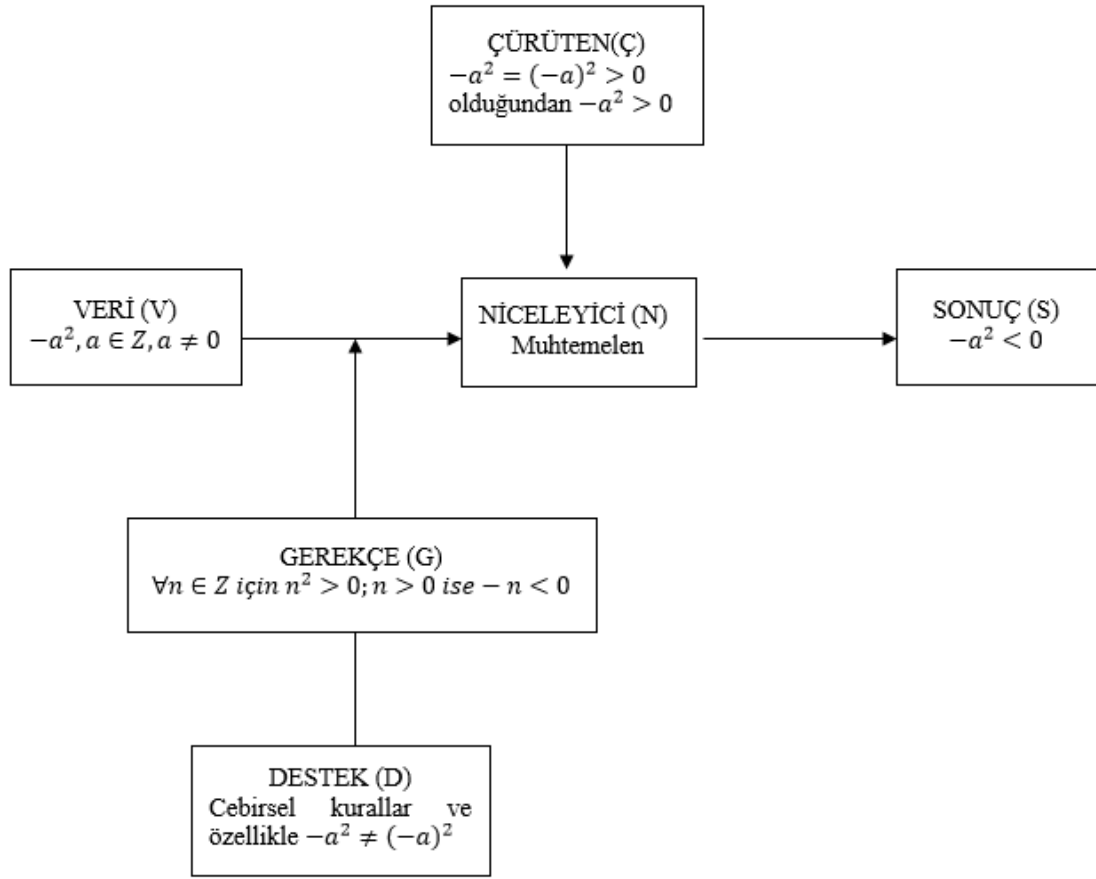 ÇÜRÜTEN(Ç)
−a² = (−a)² > 0
olduğundan −a² > 0
VERİ (V)
−a², a ∈ Z, a ≠ 0
NİCELEYİCİ (N)
Muhtemelen
SONUÇ (S)
−a² < 0
GEREKÇE (G)
∀n ∈ Z için n² > 0; n > 0 ise − n < 0
DESTEK (D)
Cebirsel kurallar ve
özellikle −a² ≠ (−a)²